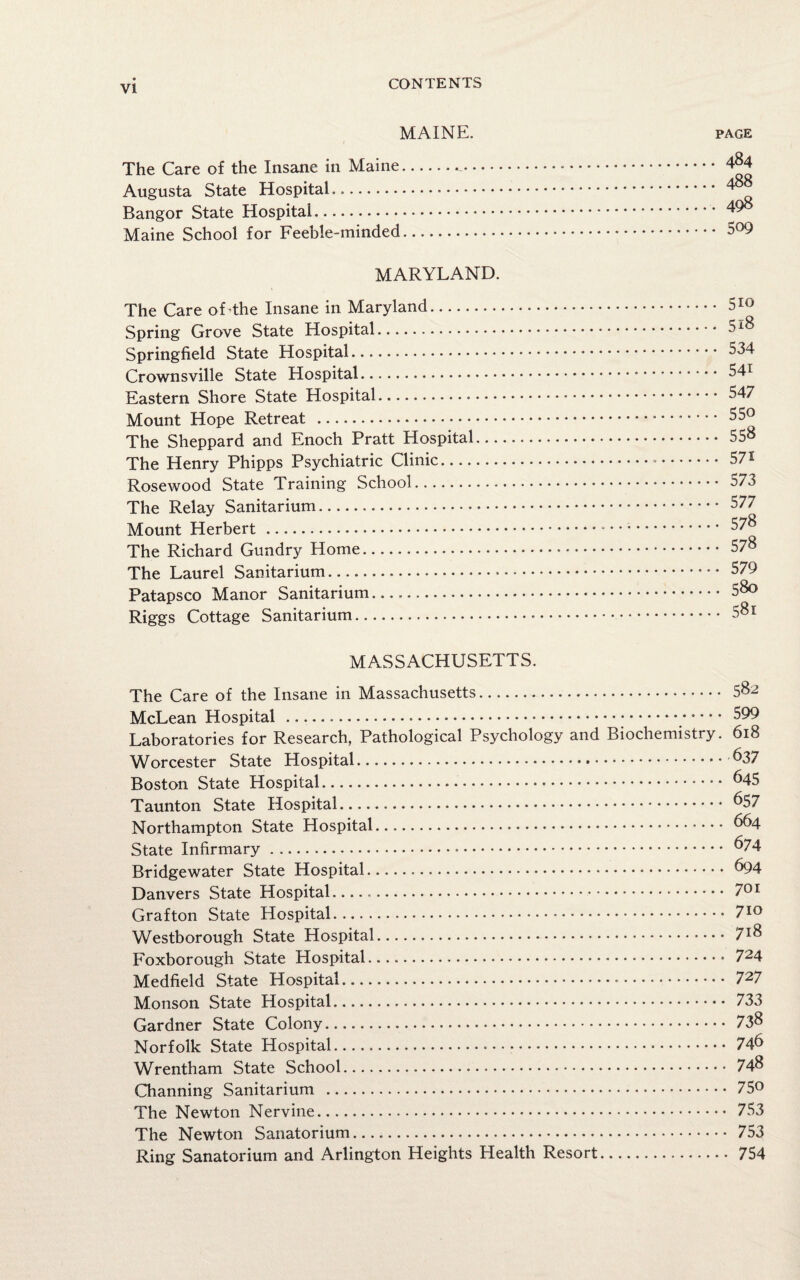 vi CONTENTS
MAINE. PAGE
The Care of the Insane in Maine........ 484
Augusta State Hospital........ 488
Bangor State Hospital........ 498
Maine School for Feeble-minded........ 509
MARYLAND.
The Care of the Insane in Maryland........ 510
Spring Grove State Hospital........ 518
Springfield State Hospital........ 534
Crownsville State Hospital........ 541
Eastern Shore State Hospital........ 547
Mount Hope Retreat ........ 550
The Sheppard and Enoch Pratt Hospital........ 558
The Henry Phipps Psychiatric Clinic........ 571
Rosewood State Training School........ 573
The Relay Sanitarium........ 577
Mount Herbert ........ 578
The Richard Gundry Home........ 578
The Laurel Sanitarium........ 579
Patapsco Manor Sanitarium........ 580
Riggs Cottage Sanitarium........ 581
MASSACHUSETTS.
The Care of the Insane in Massachusetts........ 582
McLean Hospital ........ 599
Laboratories for Research, Pathological Psychology and Biochemistry. 618
Worcester State Hospital........ 637
Boston State Hospital........ 645
Taunton State Hospital........ 657
Northampton State Hospital........ 664
State Infirmary ........ 674
Bridgewater State Hospital........ 694
Danvers State Hospital........ 701
Grafton State Hospital........ 710
Westborough State Hospital........ 718
Foxborough State Hospital........ 724
Medfield State Hospital........ 727
Monson State Hospital........ 733
Gardner State Colony........ 738
Norfolk State Hospital........ 746
Wrentham State School........ 748
Channing Sanitarium ........ 750
The Newton Nervine........ 753
The Newton Sanatorium........ 753
Ring Sanatorium and Arlington Heights Health Resort........ 754